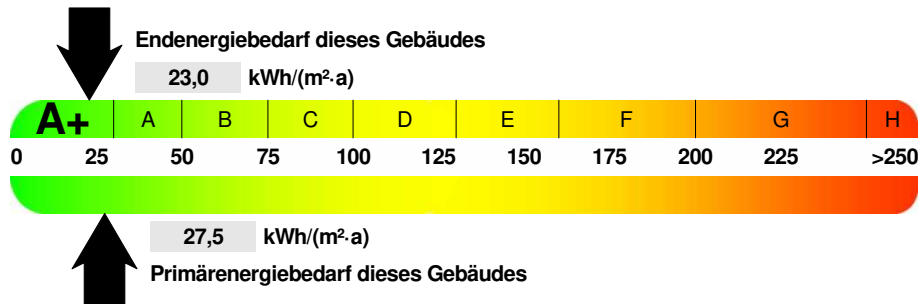 Endenergiebedarf dieses Gebäudes
23,0 kWh/(m²·a)
A+ A B C D E F G H
0 25 50 75 100 125 150 175 200 225 >250
27,5 kWh/(m²·a)
Primärenergiebedarf dieses Gebäudes